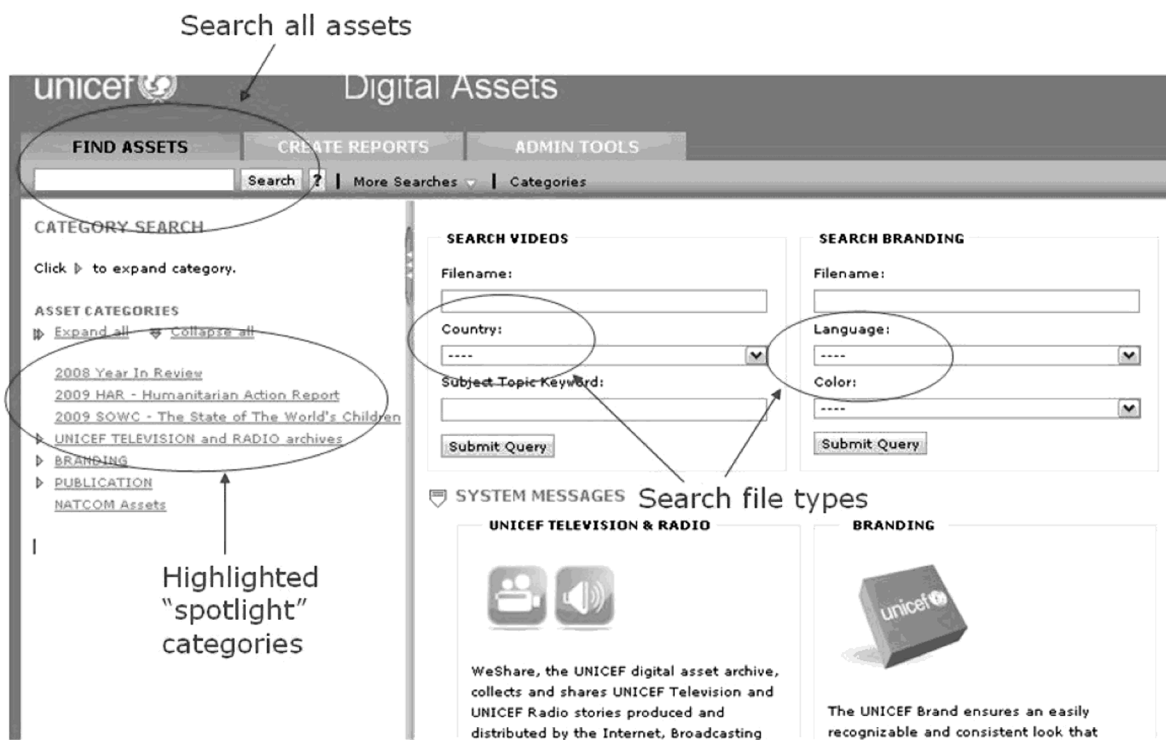 Search all assets
unicef
Digital Assets
FIND ASSETS
CREATE REPORTS
ADMIN TOOLS
Search ? | More Searches | Categories
CATEGORY SEARCH
Click to expand category.
ASSET CATEGORIES
Expand all Collapse all
2008 Year In Review
2009 HAR - Humanitarian Action Report
2009 SOWC - The State of The World's Children
UNICEF TELEVISION and RADIO archives
BRANDING
PUBLICATION
NATCOM Assets
Highlighted
“spotlight”
categories
SEARCH VIDEOS
Filename:
Country:
----
Subject Topic Keyword:
Submit Query
SEARCH BRANDING
Filename:
Language:
----
Color:
----
Submit Query
Search file types
SYSTEM MESSAGES
UNICEF TELEVISION & RADIO
WeShare, the UNICEF digital asset archive,
collects and shares UNICEF Television and
UNICEF Radio stories produced and
distributed by the Internet, Broadcasting
BRANDING
unicef
The UNICEF Brand ensures an easily
recognizable and consistent look that